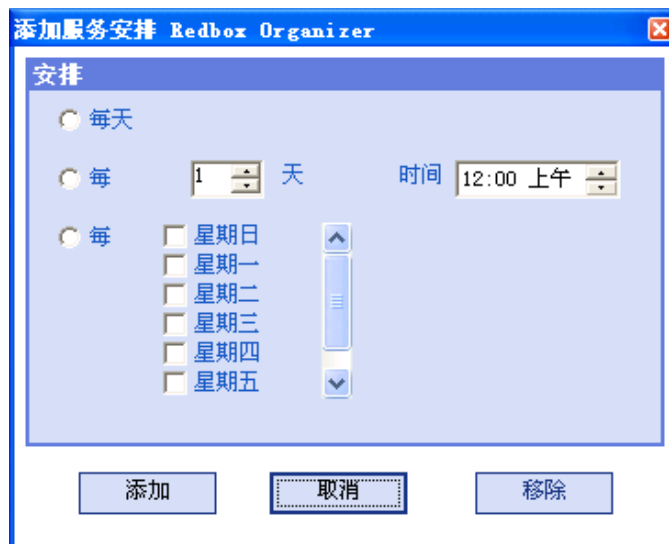 添加服务安排 Redbox Organizer
安排
每天
每 1 天 时间 12:00 上午
每 星期日
星期一
星期二
星期三
星期四
星期五
添加 取消 移除